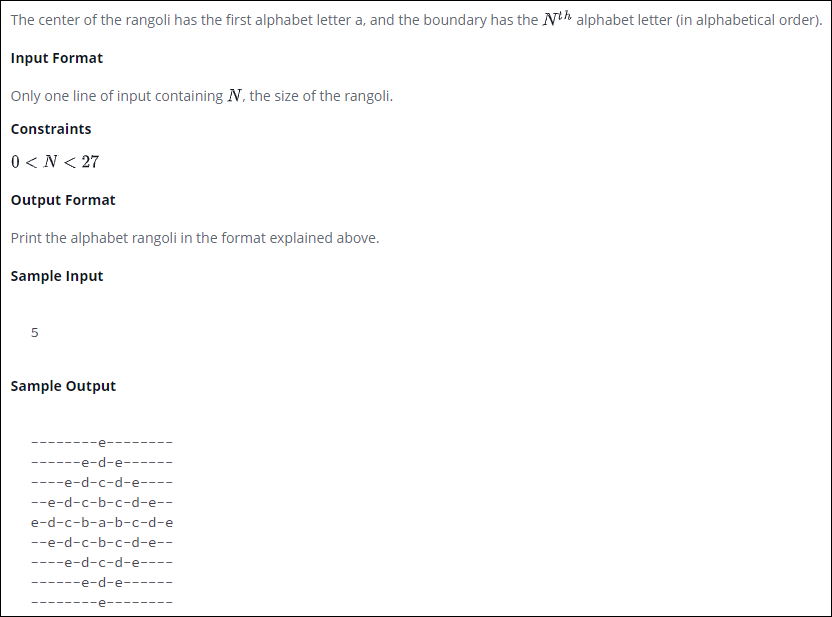 The center of the rangoli has the first alphabet letter a, and the boundary has the Nth alphabet letter (in alphabetical order).
Input Format
Only one line of input containing N, the size of the rangoli.
Constraints
0 < N < 27
Output Format
Print the alphabet rangoli in the format explained above.
Sample Input
5
Sample Output
--------e--------
------e-d-e------
----e-d-c-d-e----
--e-d-c-b-c-d-e--
e-d-c-b-a-b-c-d-e
--e-d-c-b-c-d-e--
----e-d-c-d-e----
------e-d-e------
--------e--------